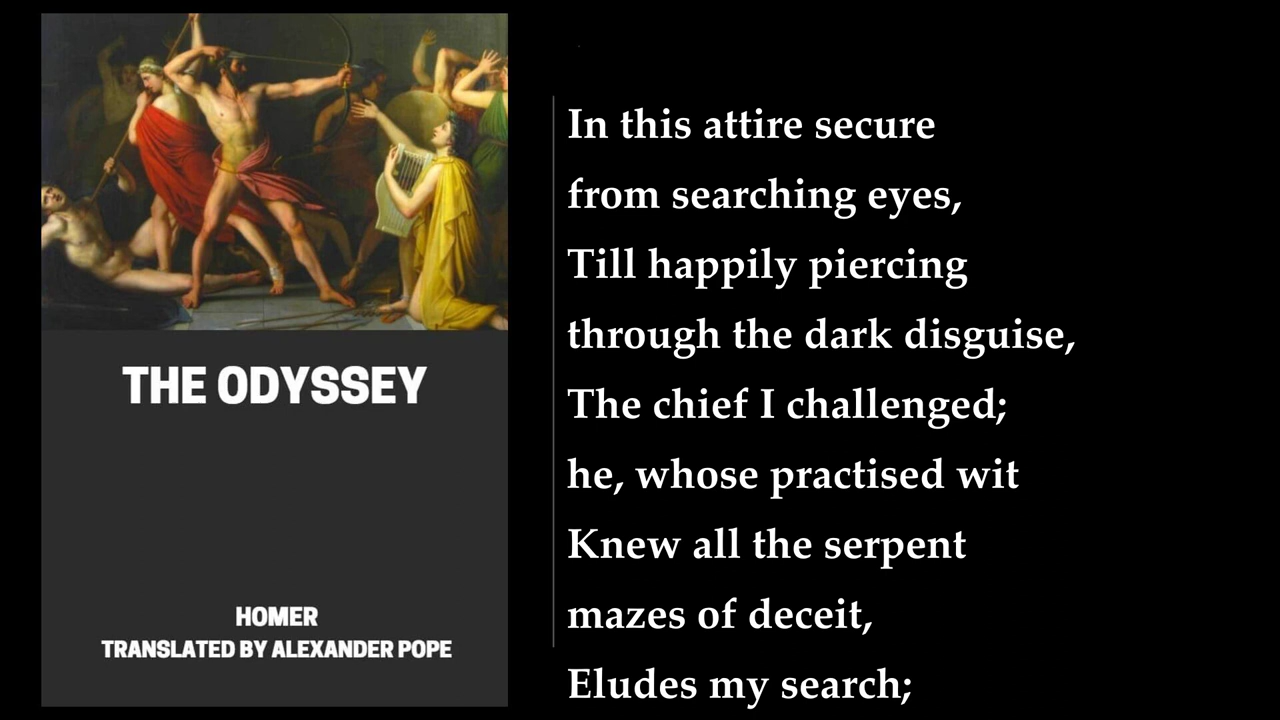 THE ODYSSEY
HOMER
TRANSLATED BY ALEXANDER POPE
In this attire secure
from searching eyes,
Till happily piercing
through the dark disguise,
The chief I challenged;
he, whose practised wit
Knew all the serpent
mazes of deceit,
Eludes my search;